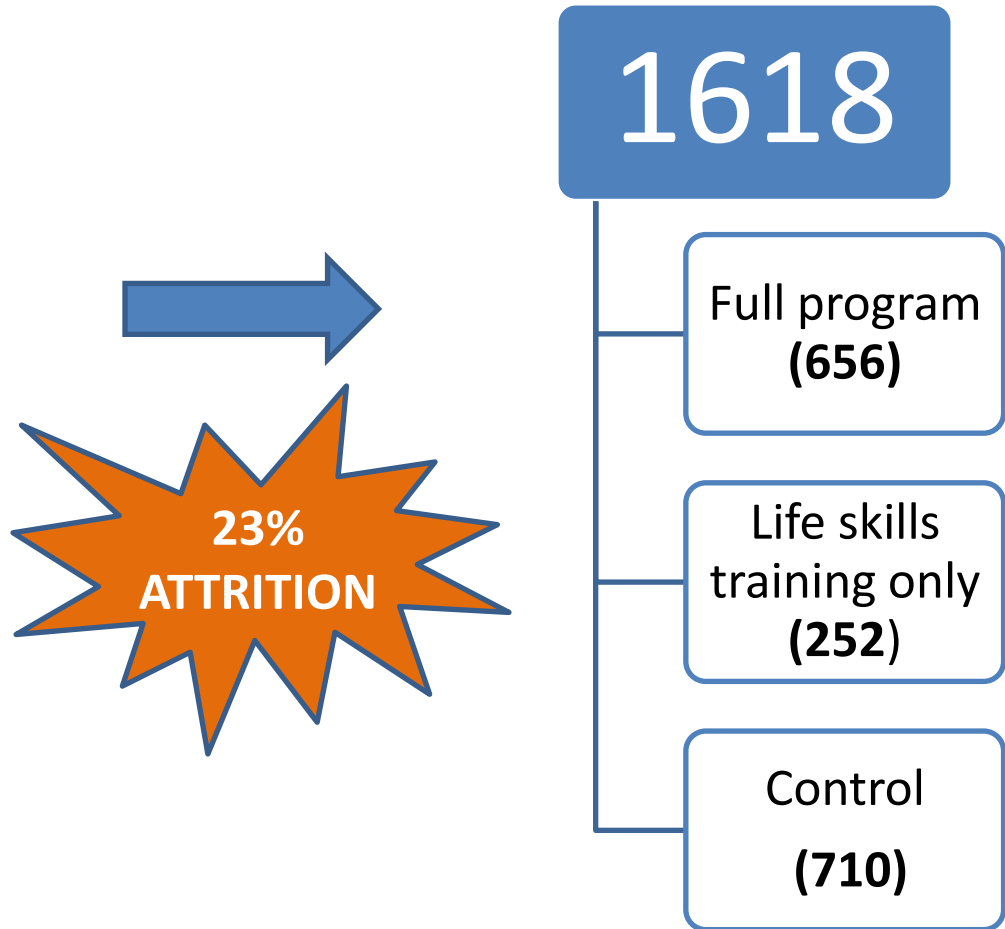 1618
Full program
(656)
23%
ATTRITION
Life skills
training only
(252)
Control
(710)